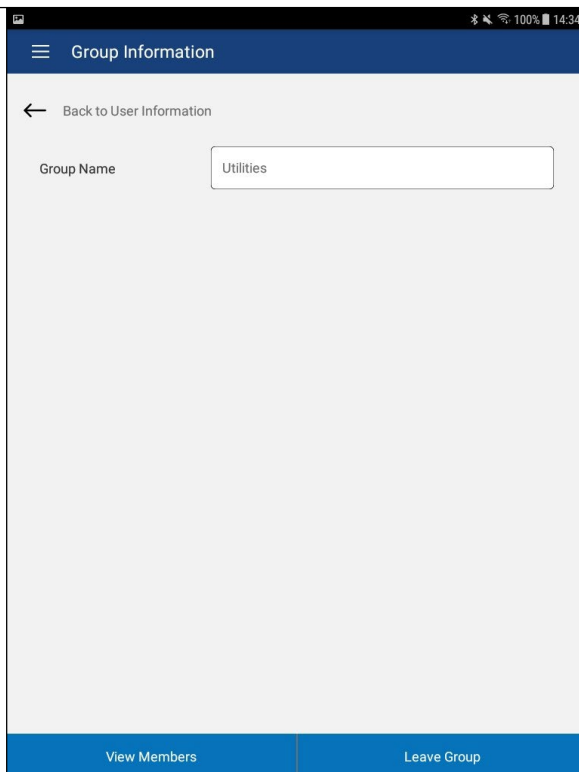 100% 14:34
Group Information
Back to User Information
Group Name
Utilities
View Members
Leave Group